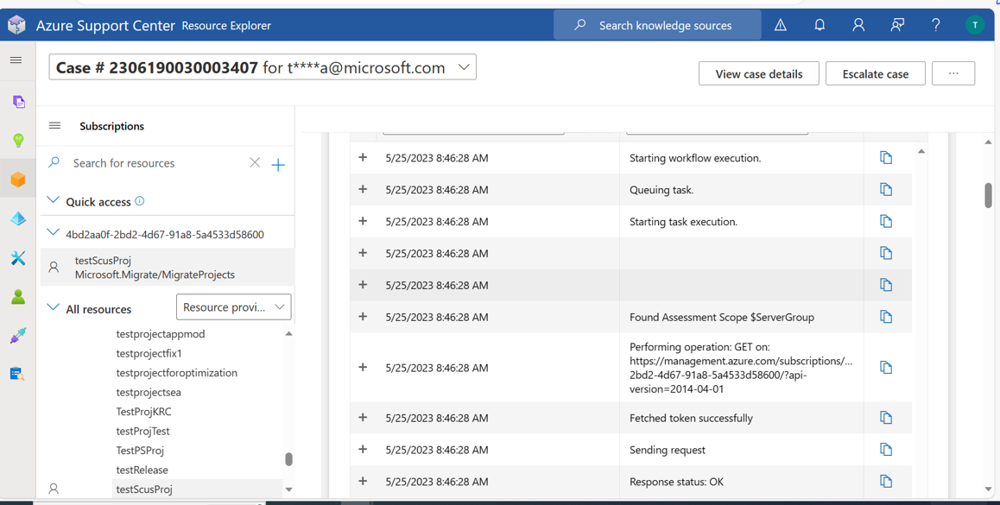 Azure Support Center Resource Explorer
Search knowledge sources
?
T
Case # 2306190030003407 for t****a@microsoft.com
View case details
Escalate case
...
Subscriptions
Search for resources
Quick access
4bd2aa0f-2bd2-4d67-91a8-5a4533d58600
testScusProj
Microsoft.Migrate/MigrateProjects
All resources
Resource provi...
testprojectappmod
testprojectfix1
testprojectforoptimization
testprojectsea
TestProjKRC
testProjTest
TestPSProj
testRelease
testScusProj
+ 5/25/2023 8:46:28 AM Starting workflow execution.
+ 5/25/2023 8:46:28 AM Queuing task.
+ 5/25/2023 8:46:28 AM Starting task execution.
+ 5/25/2023 8:46:28 AM
+ 5/25/2023 8:46:28 AM
+ 5/25/2023 8:46:28 AM Found Assessment Scope $ServerGroup
+ 5/25/2023 8:46:28 AM Performing operation: GET on:
https://management.azure.com/subscriptions/...
2bd2-4d67-91a8-5a4533d58600/?api-
version=2014-04-01
+ 5/25/2023 8:46:28 AM Fetched token successfully
+ 5/25/2023 8:46:28 AM Sending request
+ 5/25/2023 8:46:28 AM Response status: OK